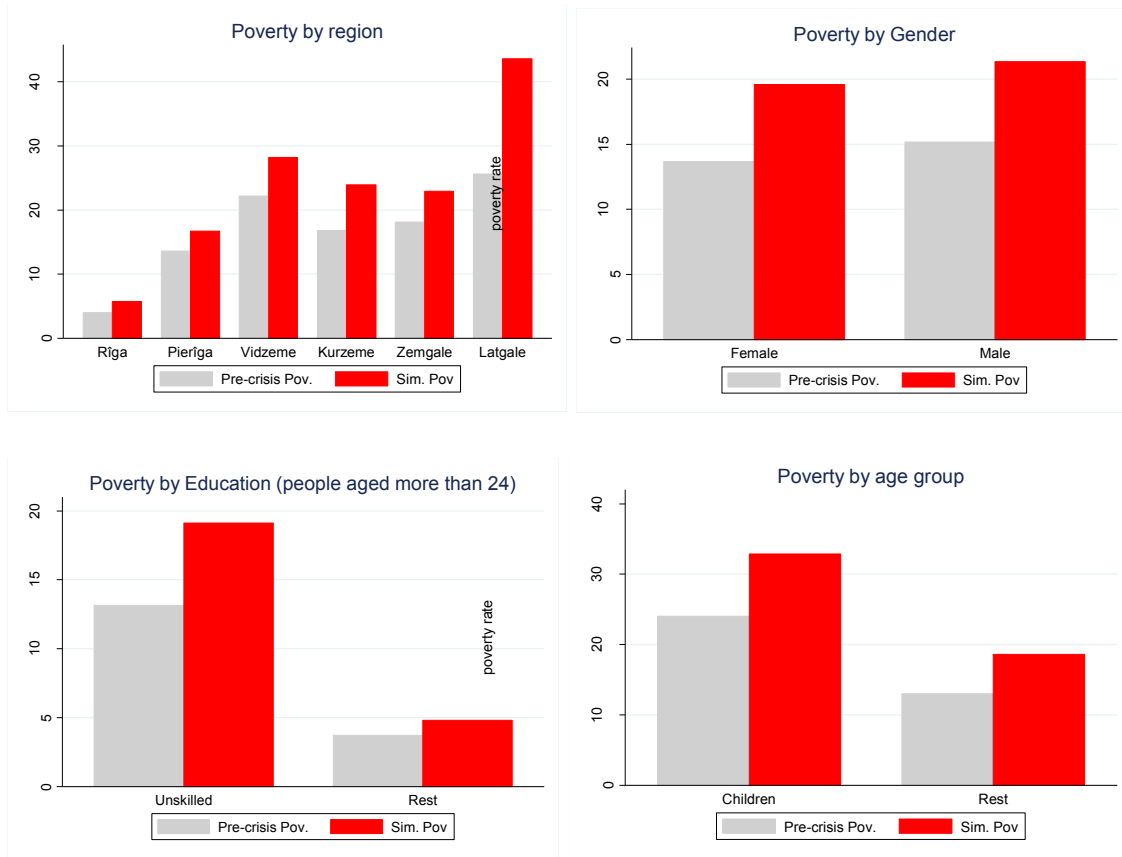 Poverty by region
40
30
20
10
0
poverty rate
Rīga Pierīga Vidzeme Kurzeme Zemgale Latgale
Pre-crisis Pov. Sim. Pov
Poverty by Gender
20
15
10
5
0
Female Male
Pre-crisis Pov. Sim. Pov
Poverty by Education (people aged more than 24)
20
15
10
5
0
poverty rate
Unskilled Rest
Pre-crisis Pov. Sim. Pov
Poverty by age group
40
30
20
10
0
Children Rest
Pre-crisis Pov. Sim. Pov